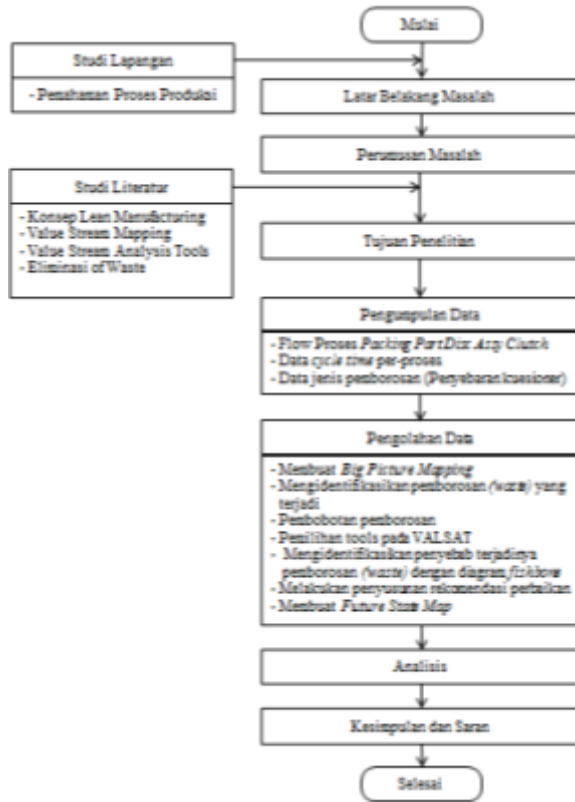 Mulai
Studi Lapangan
- Pemahaman Proses Produksi
Latar Belakang Masalah
Perumusan Masalah
Studi Literatur
- Konsep Lean Manufacturing
- Value Stream Mapping
- Value Stream Analysis Tools
- Eliminasi of Waste
Tujuan Penelitian
Pengumpulan Data
- Flow Proses Packing Part Disc Assy Clutch
- Data cycle time per-proses
- Data jenis pemborosan (Penyebaran kuesioner)
Pengolahan Data
- Membuat Big Picture Mapping
- Mengidentifikasikan pemborosan (waste) yang
terjadi
- Pembobotan pemborosan
- Pemilihan tools pada VALSAT
- Mengidentifikasikan penyebab terjadinya
pemborosan (waste) dengan diagram fishbone
- Melakukan penyusunan rekomendasi perbaikan
- Membuat Future State Map
Analisis
Kesimpulan dan Saran
Selesai